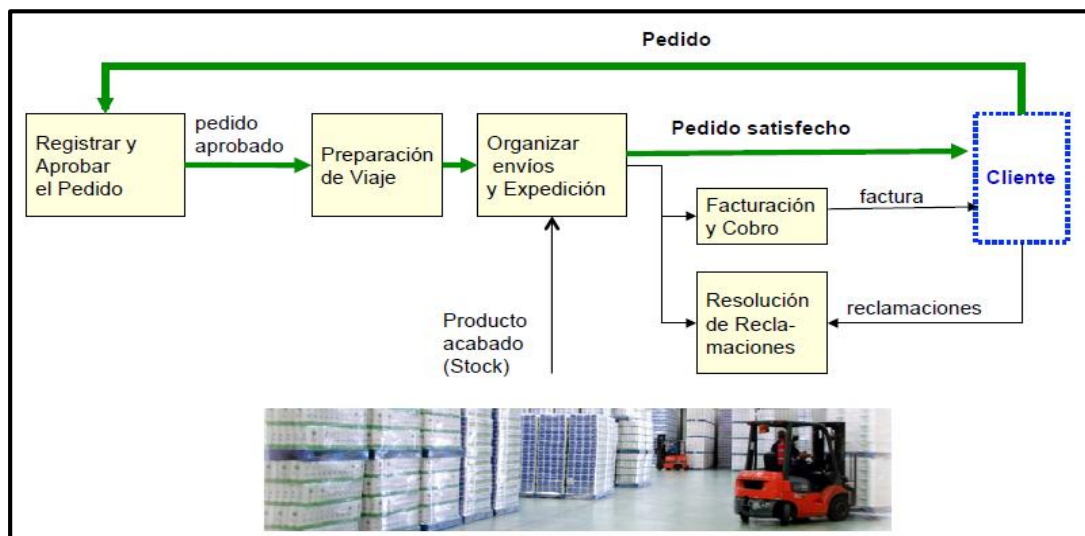 Pedido
Registrar y
Aprobar
el Pedido
pedido
aprobado
Preparación
de Viaje
Organizar
envíos
y Expedición
Pedido satisfecho
Cliente
Facturación
y Cobro
factura
Resolución
de Recla-
maciones
reclamaciones
Producto
acabado
(Stock)